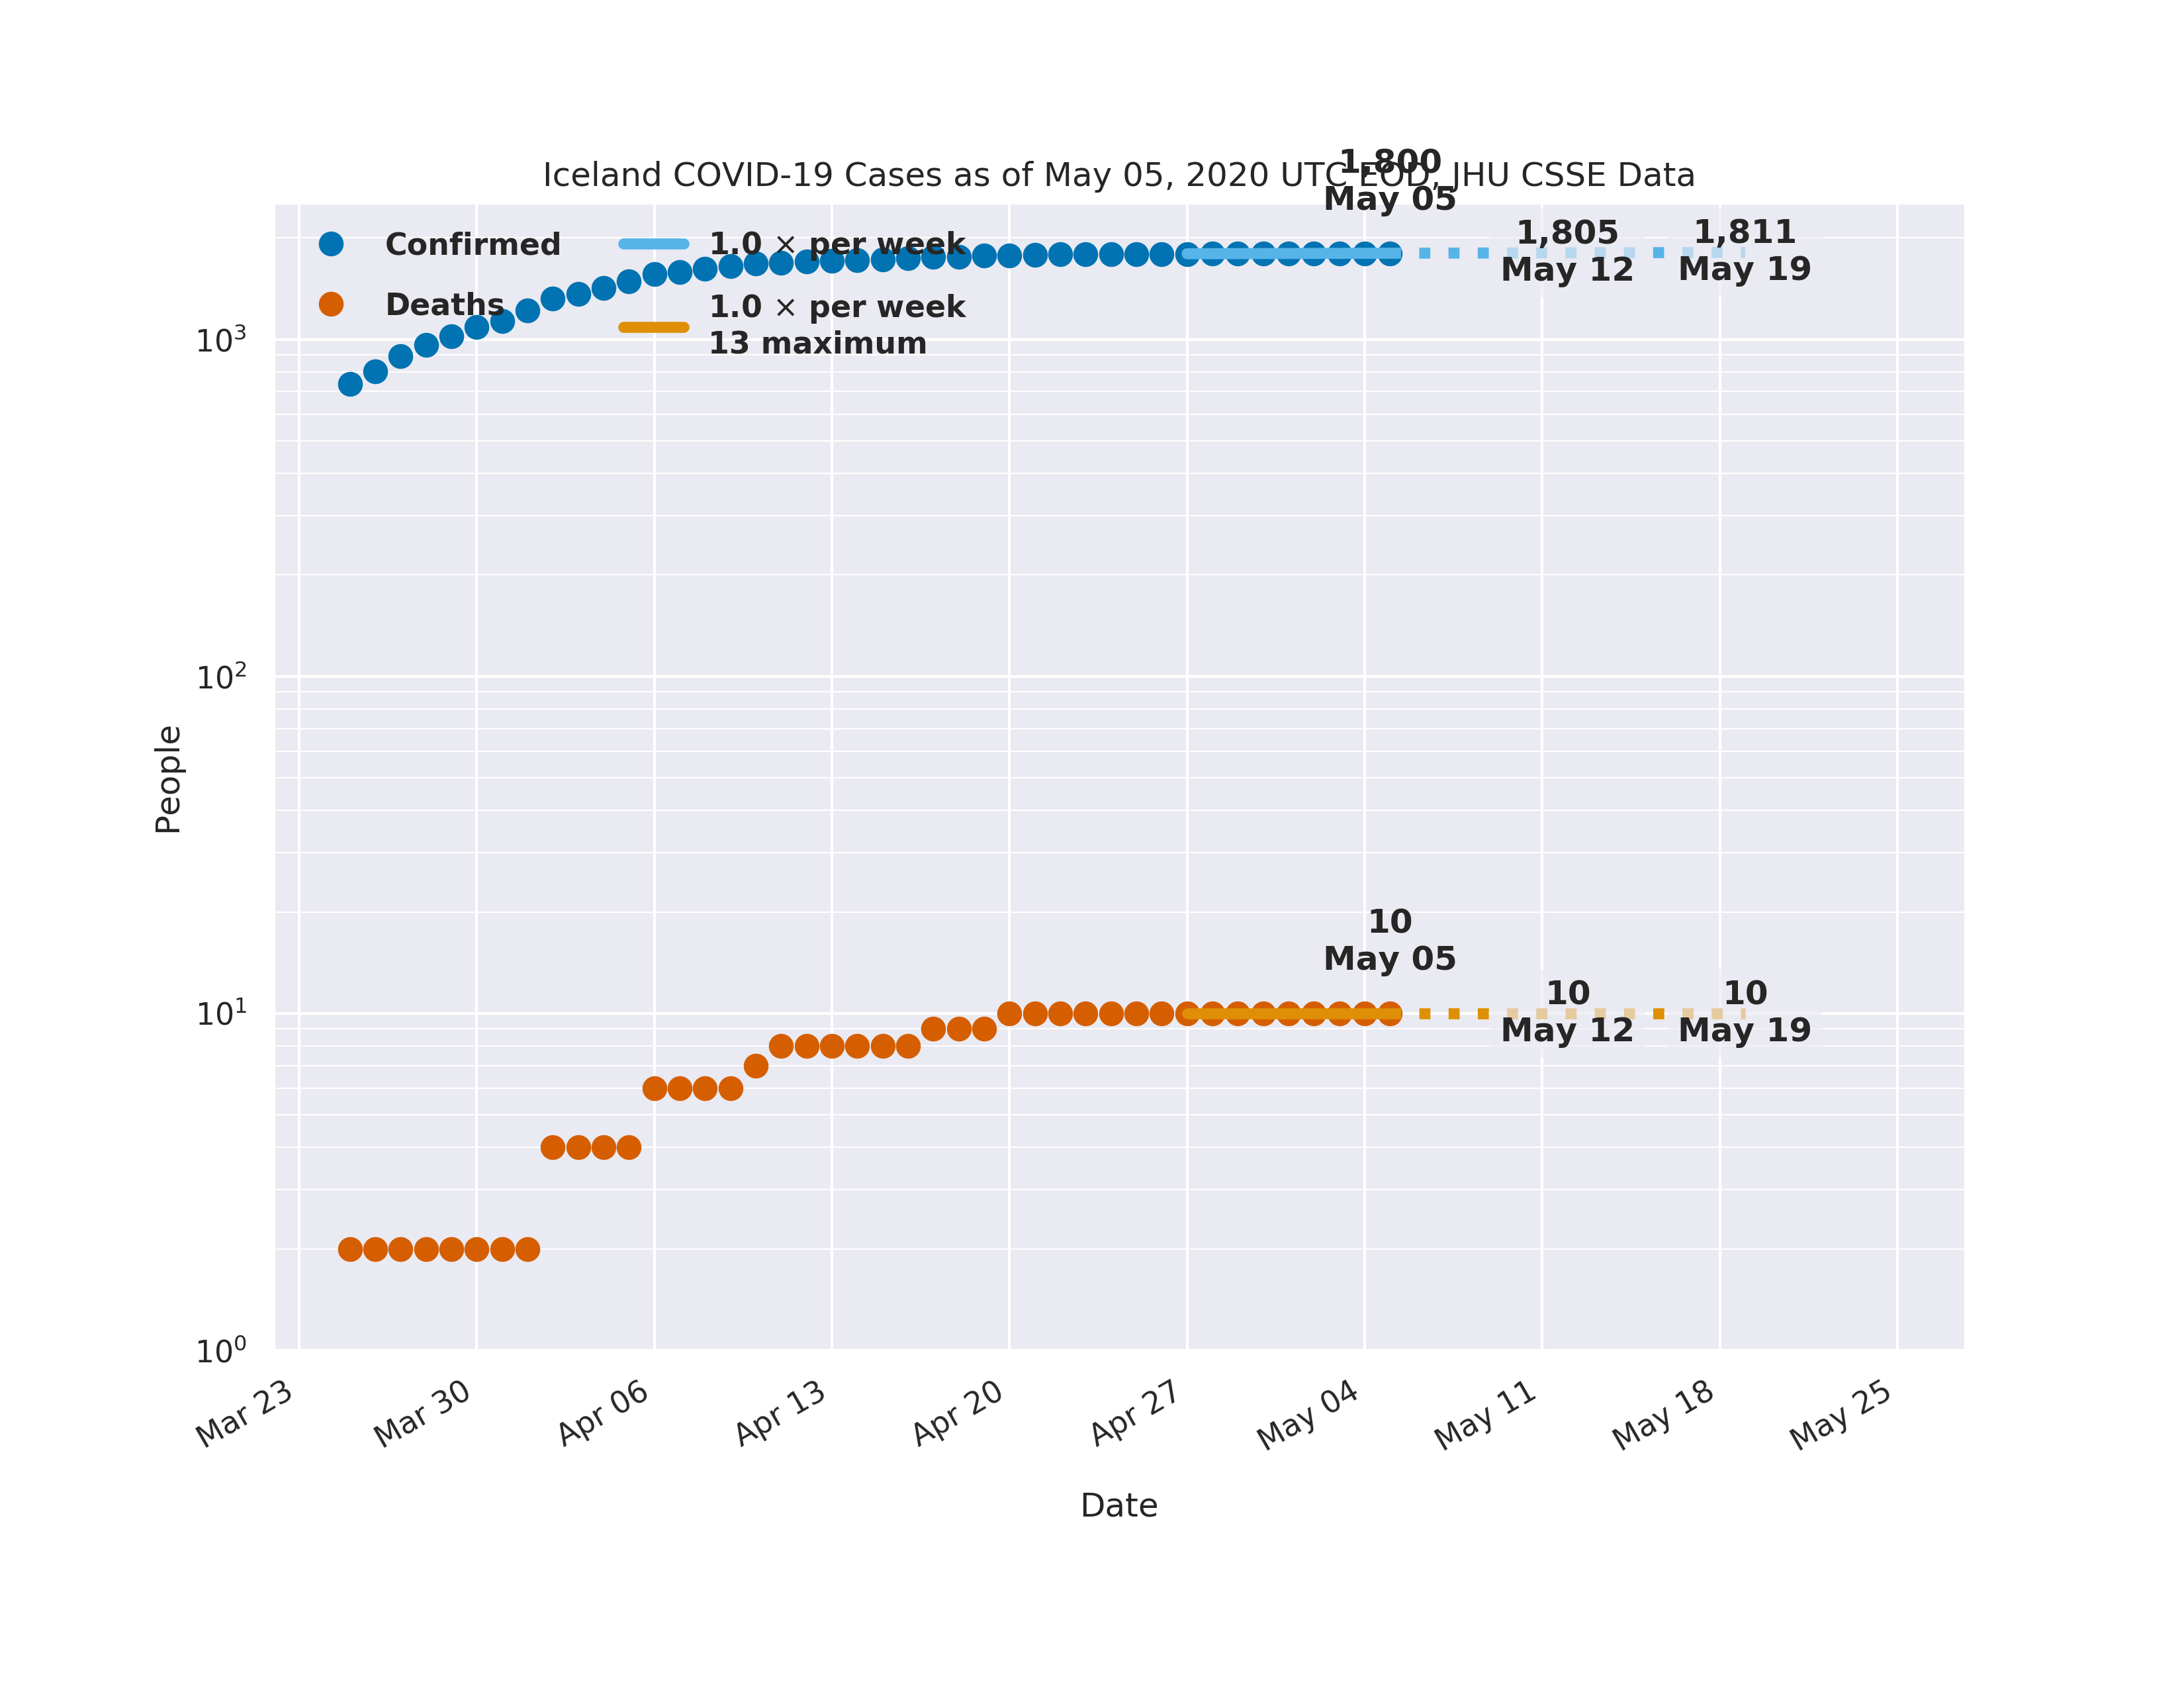 Iceland COVID-19 Cases as of May 05, 2020 UTC EOD, JHU CSSE Data
1,800
May 05
Confirmed
Deaths
1.0 × per week
1.0 × per week
13 maximum
1,805
May 12
1,811
May 19
10
May 05
10
May 12
10
May 19
People
10³
10²
10¹
10⁰
Mar 23
Mar 30
Apr 06
Apr 13
Apr 20
Apr 27
May 04
May 11
May 18
May 25
Date